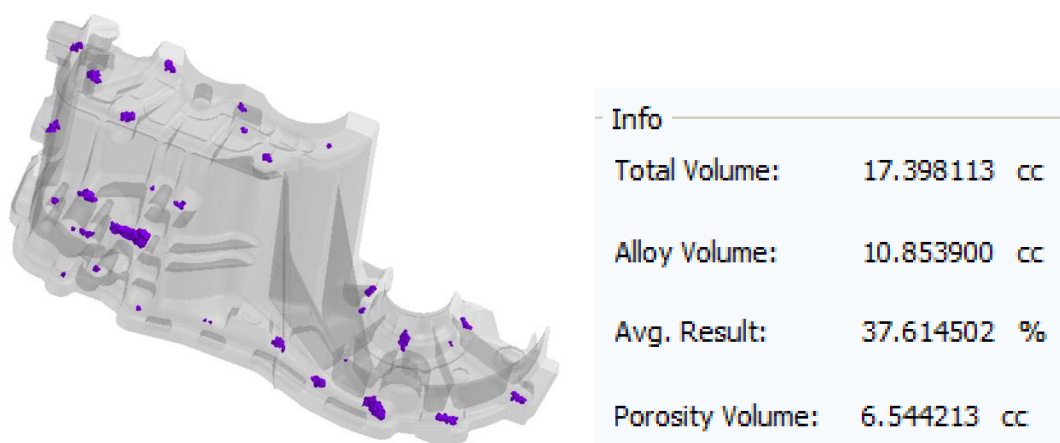 Info
Total Volume: 17.398113 cc
Alloy Volume: 10.853900 cc
Avg. Result: 37.614502 %
Porosity Volume: 6.544213 cc